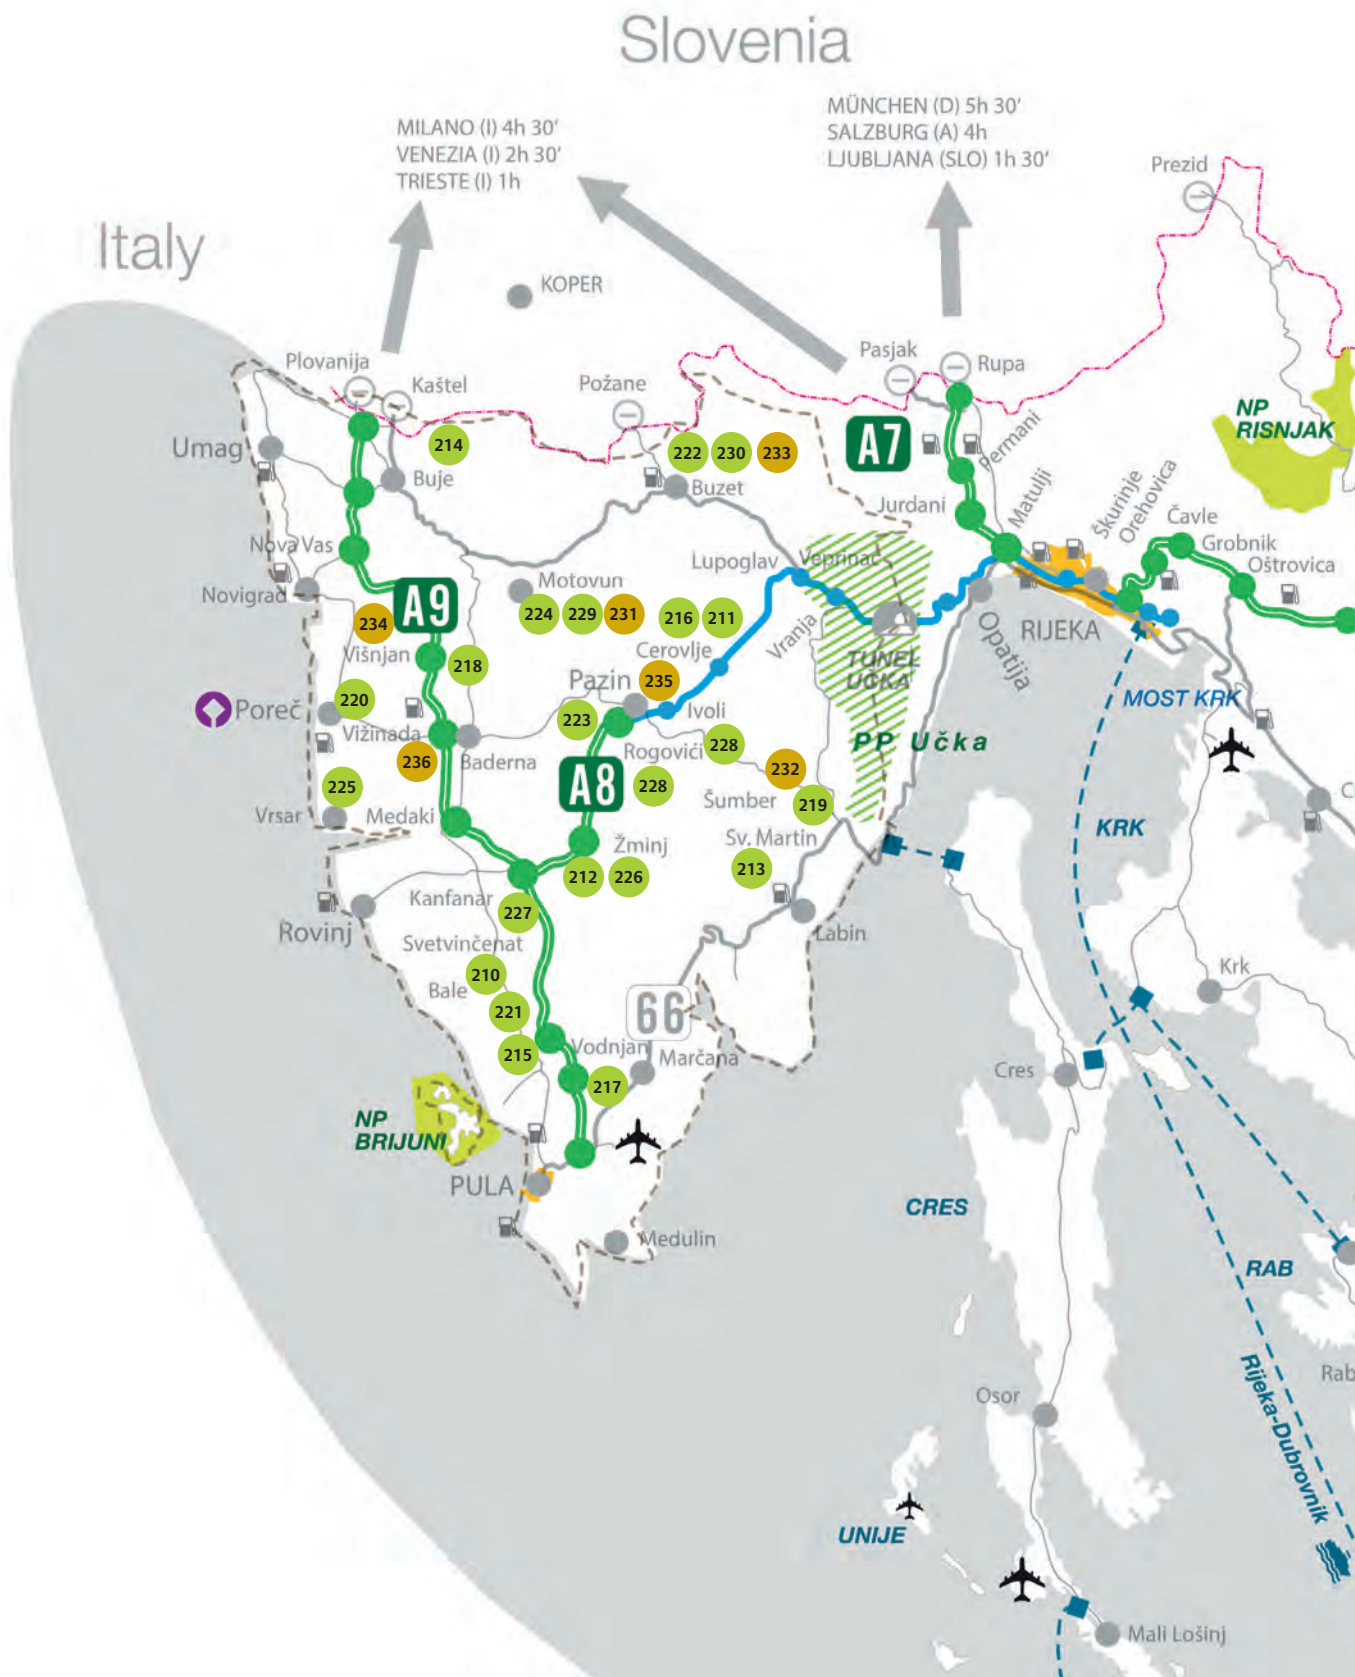 Slovenia
MÜNCHEN (D) 5h 30'
SALZBURG (A) 4h
LJUBLJANA (SLO) 1h 30'
MILANO (I) 4h 30'
VENEZIA (I) 2h 30'
TRIESTE (I) 1h
Prezid
Italy
KOPER
Plovanija
Kaštel
Požane
Pasjak
Rupa
NP
RISNJAK
Umag
214
222
230
233
A7
Permani
Buje
Buzet
Jurdani
Matulji
Škurinje
Orehovica
Čavle
Grobnik
Oštrovica
Nova Vas
Lupoglav
Veprinac
Novigrad
A9
Motovun
224
229
231
216
211
234
Višnjan
218
Cerovlje
Vranja
TUNEL
UČKA
Opatija
RIJEKA
Pazin
235
MOST KRK
Poreč
220
223
Ivoli
Vižinada
Rogovići
228
PP Učka
236
Baderna
232
225
A8
228
Šumber
219
Vrsar
Medaki
KRK
Žminj
Sv. Martin
212
226
213
Kanfanar
227
Rovinj
Labin
Svetvinčenat
210
Bale
221
66
Krk
215
Vodnjan
Marčana
217
Cres
NP
BRIJUNI
PULA
CRES
Medulin
RAB
Rijeka-Dubrovnik
Rab
Osor
UNIJE
Mali Lošinj